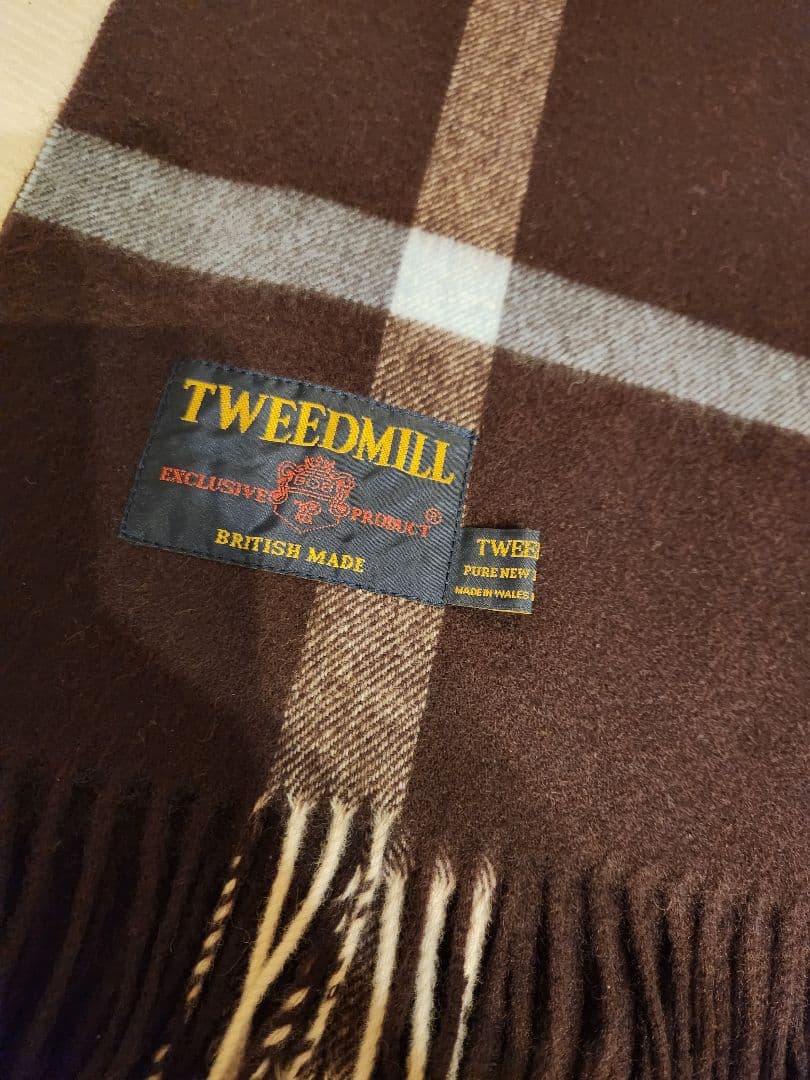 TWEEDMILL
EXCLUSIVE PRODUCT ®
BRITISH MADE
TWEE
PURE NEW
MADE IN WALES